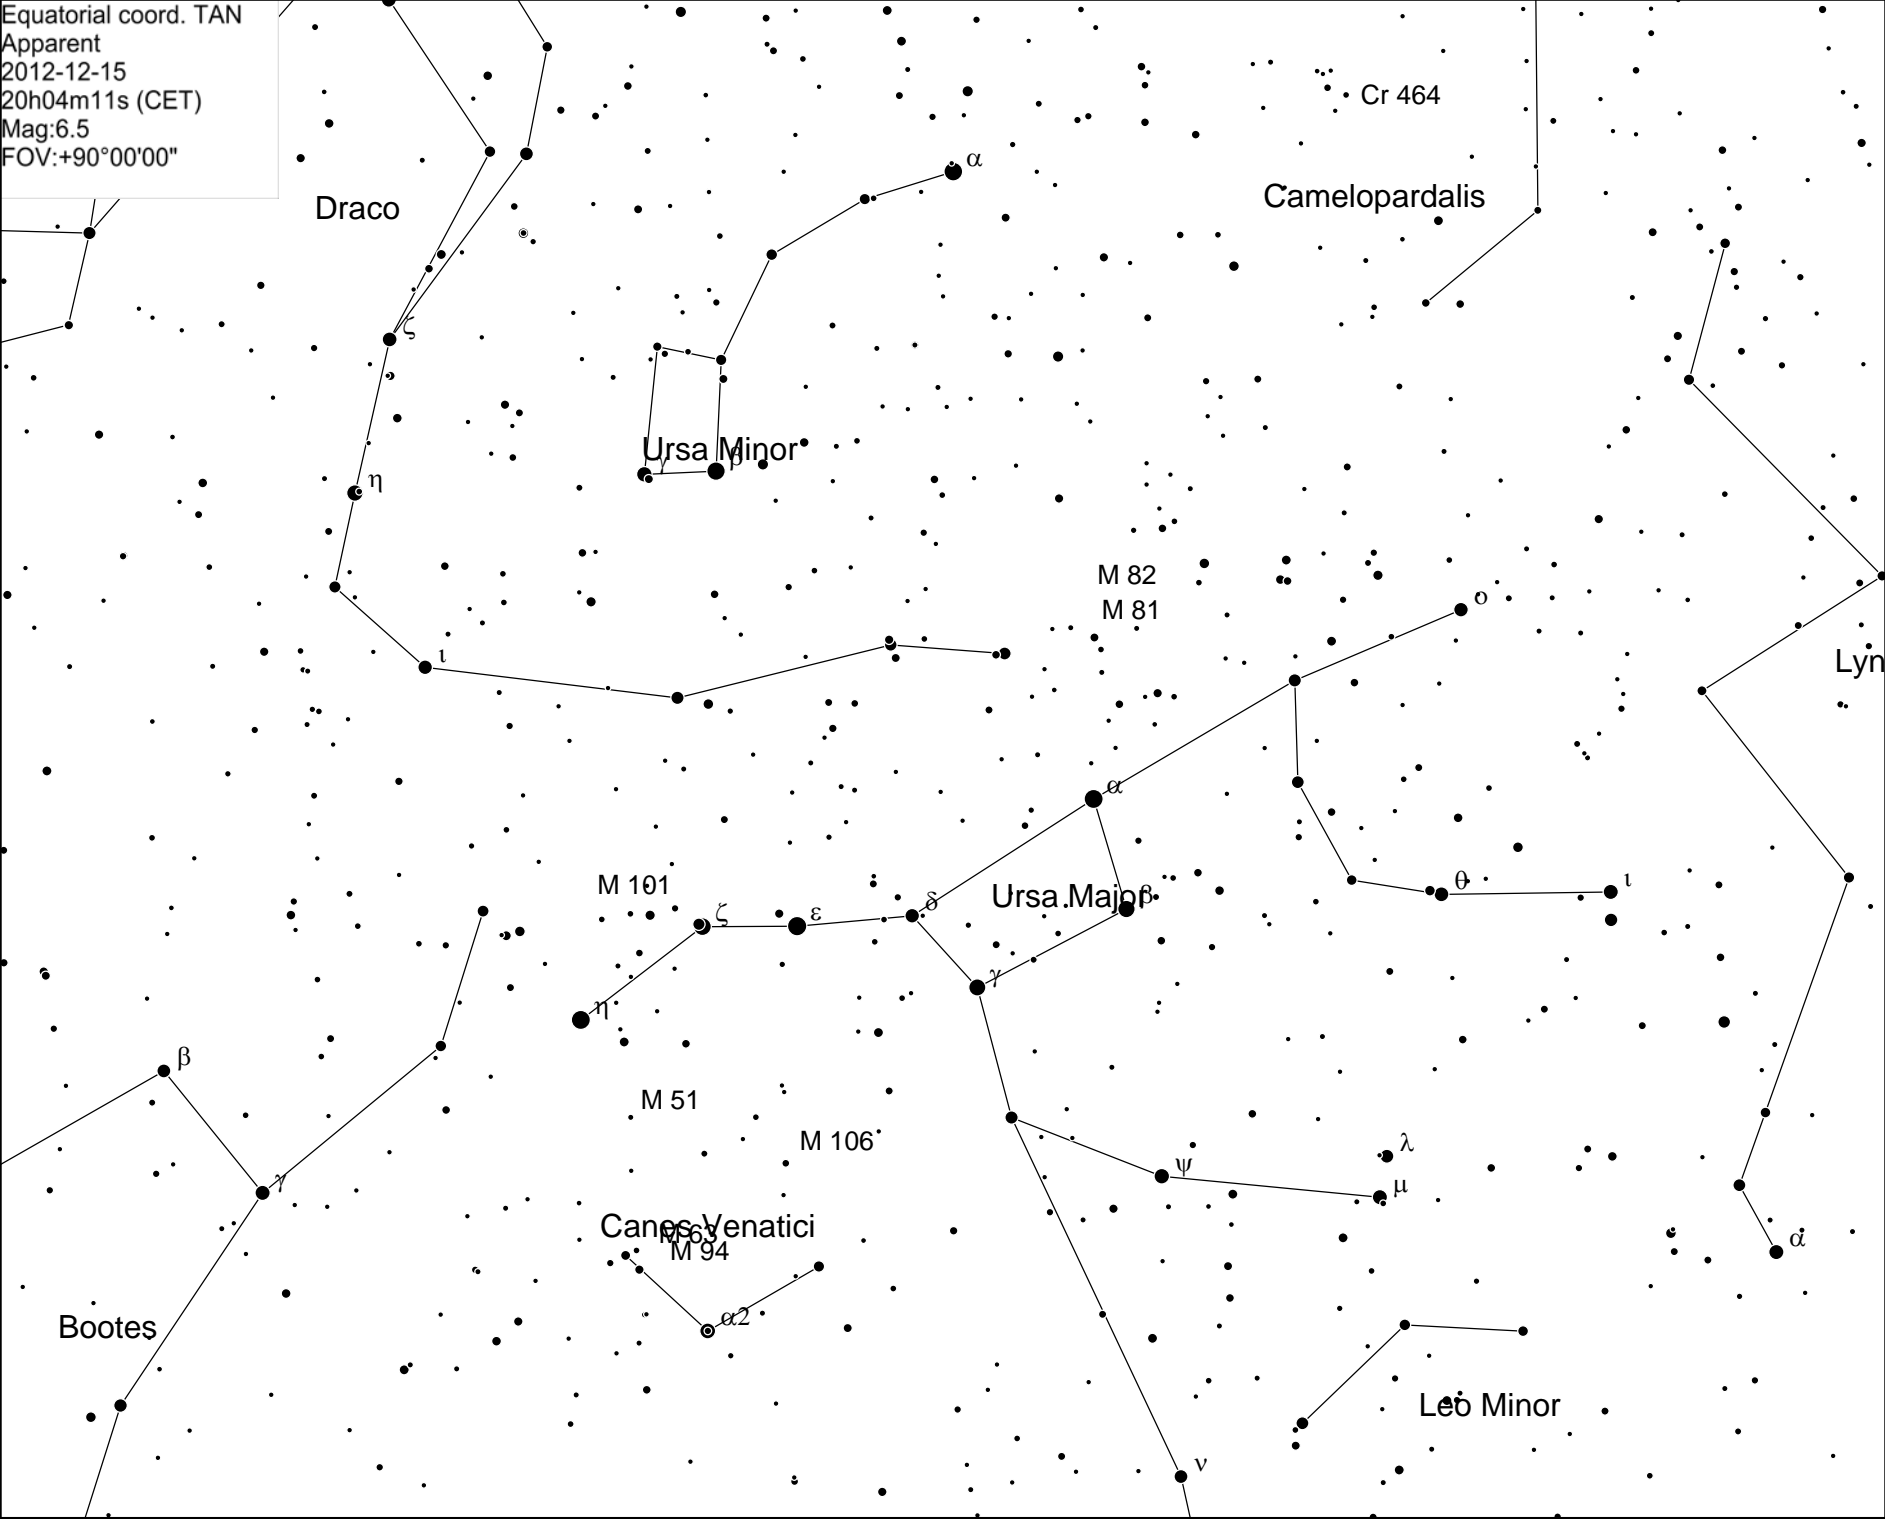 Equatorial coord. TAN
Apparent
2012-12-15
20h04m11s (CET)
Mag:6.5
FOV:+90°00'00"
Cr 464
α
Camelopardalis
Draco
ζ
Ursa Minor
γ
β
η
M 82
M 81
ο
ι
Lyn
α
M 101
ζ
ε
δ
Ursa Major
β
θ
ι
γ
η
β
M 51
M 106
λ
ψ
μ
γ
Canes Venatici
M 63
M 94
α
α2
Bootes
Leo Minor
ν